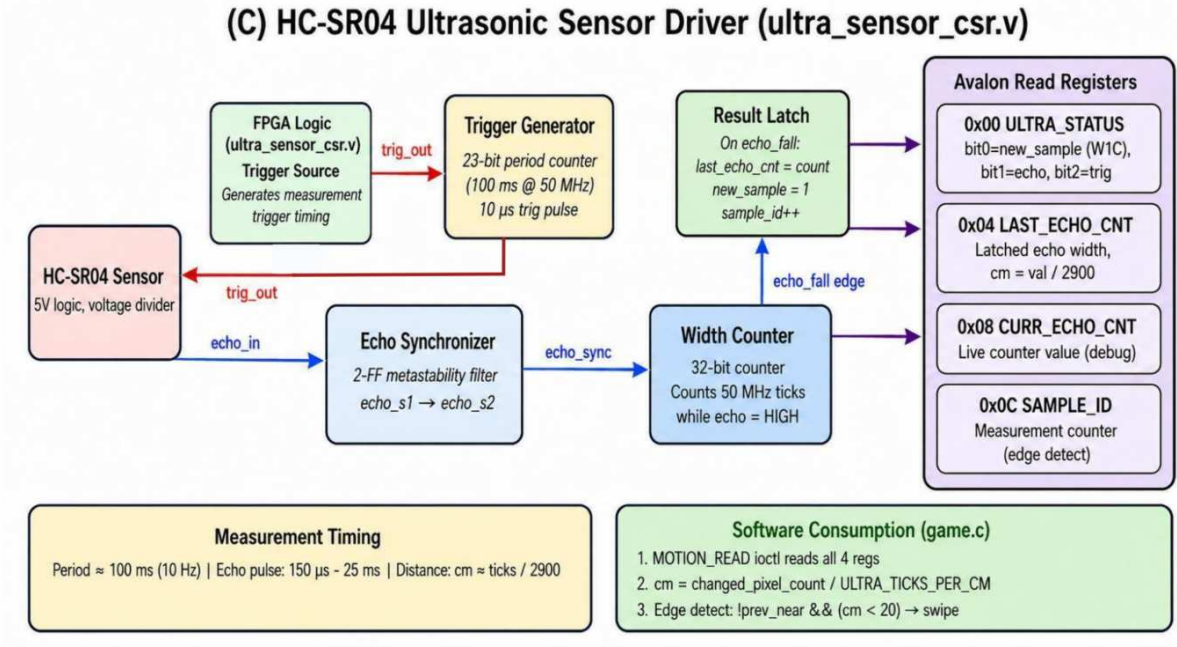 (C) HC-SR04 Ultrasonic Sensor Driver (ultra_sensor_csr.v)
FPGA Logic
(ultra_sensor_csr.v)
Trigger Source
Generates measurement
trigger timing
trig_out
Trigger Generator
23-bit period counter
(100 ms @ 50 MHz)
10 μs trig pulse
Result Latch
On echo_fall:
last_echo_cnt = count
new_sample = 1
sample_id++
Avalon Read Registers
0x00 ULTRA_STATUS
bit0=new_sample (W1C),
bit1=echo, bit2=trig
0x04 LAST_ECHO_CNT
Latched echo width,
cm = val / 2900
0x08 CURR_ECHO_CNT
Live counter value (debug)
0x0C SAMPLE_ID
Measurement counter
(edge detect)
HC-SR04 Sensor
5V logic, voltage divider
trig_out
echo_in
Echo Synchronizer
2-FF metastability filter
echo_s1 → echo_s2
echo_sync
echo_fall edge
Width Counter
32-bit counter
Counts 50 MHz ticks
while echo = HIGH
Measurement Timing
Period ≈ 100 ms (10 Hz) | Echo pulse: 150 μs - 25 ms | Distance: cm ≈ ticks / 2900
Software Consumption (game.c)
1. MOTION_READ ioctl reads all 4 regs
2. cm = changed_pixel_count / ULTRA_TICKS_PER_CM
3. Edge detect: !prev_near && (cm < 20) → swipe